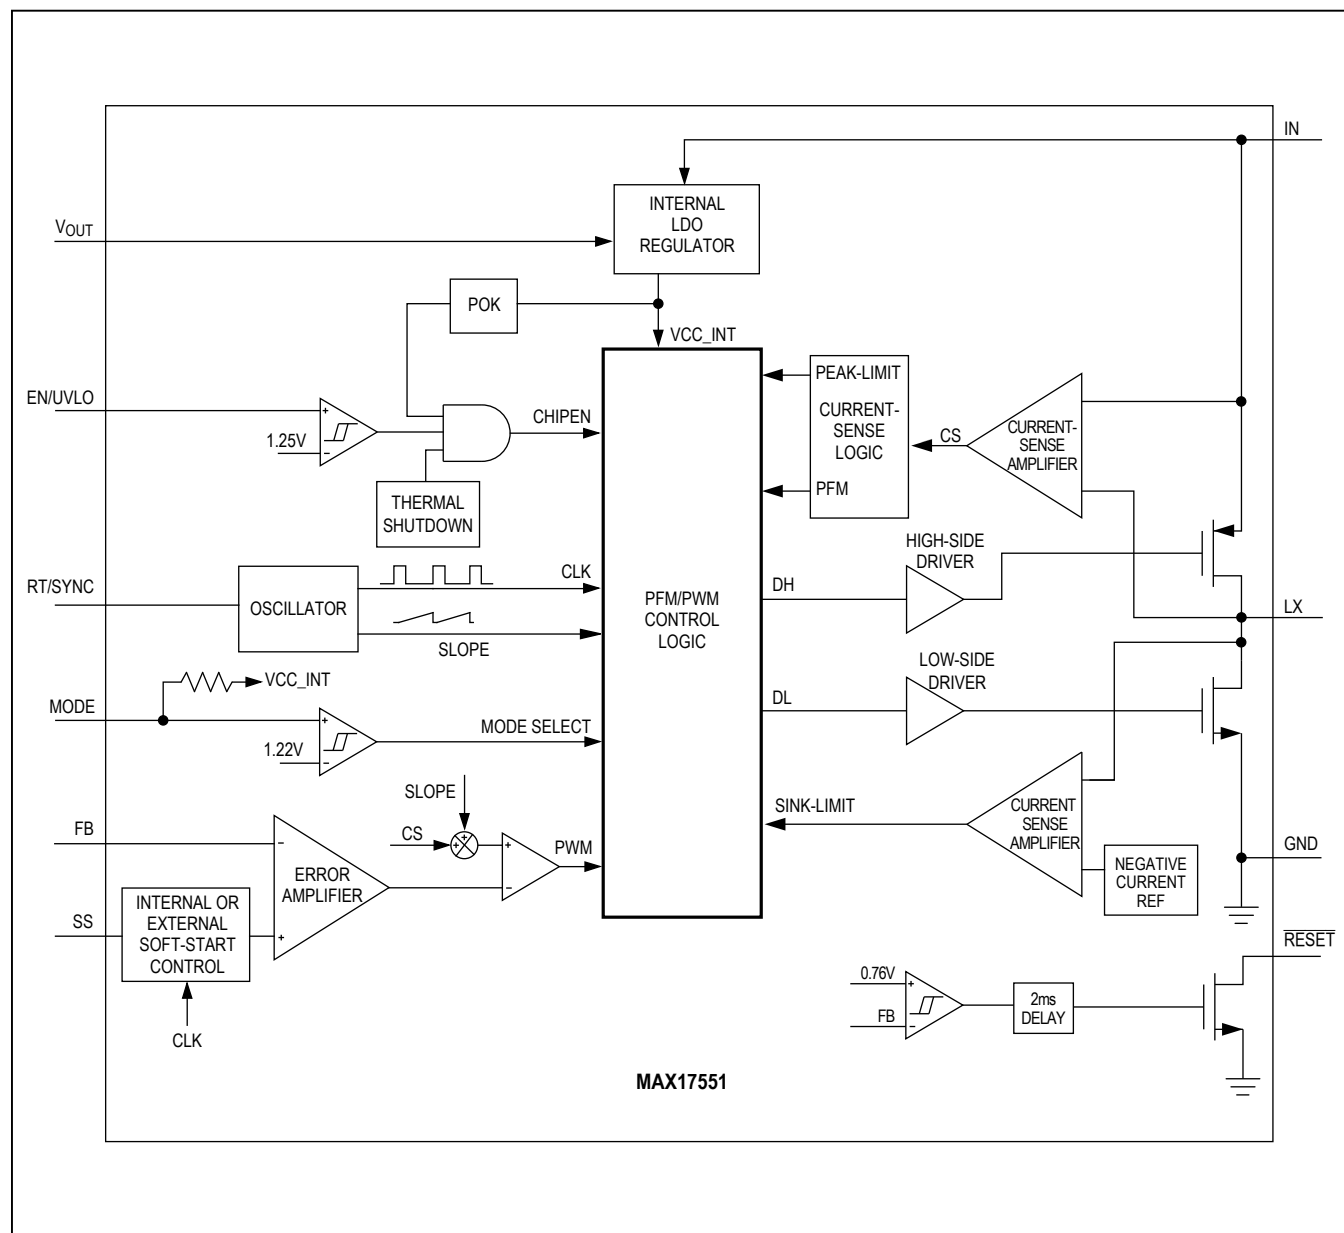 IN
INTERNAL
LDO
REGULATOR
VOUT
POK
VCC_INT
EN/UVLO
+
1.25V
−
CHIPEN
THERMAL
SHUTDOWN
PEAK-LIMIT
CURRENT-
SENSE
LOGIC
PFM
CS
CURRENT-
SENSE
AMPLIFIER
HIGH-SIDE
DRIVER
RT/SYNC
OSCILLATOR
CLK
SLOPE
PFM/PWM
CONTROL
LOGIC
DH
LX
LOW-SIDE
DRIVER
DL
VCC_INT
MODE
+
1.22V
−
MODE SELECT
SLOPE
CS
+
+
+
−
PWM
SINK-LIMIT
CURRENT
SENSE
AMPLIFIER
NEGATIVE
CURRENT
REF
GND
FB
−
ERROR
AMPLIFIER
+
SS
INTERNAL OR
EXTERNAL
SOFT-START
CONTROL
CLK
RESET
0.76V
+
FB
−
2ms
DELAY
MAX17551